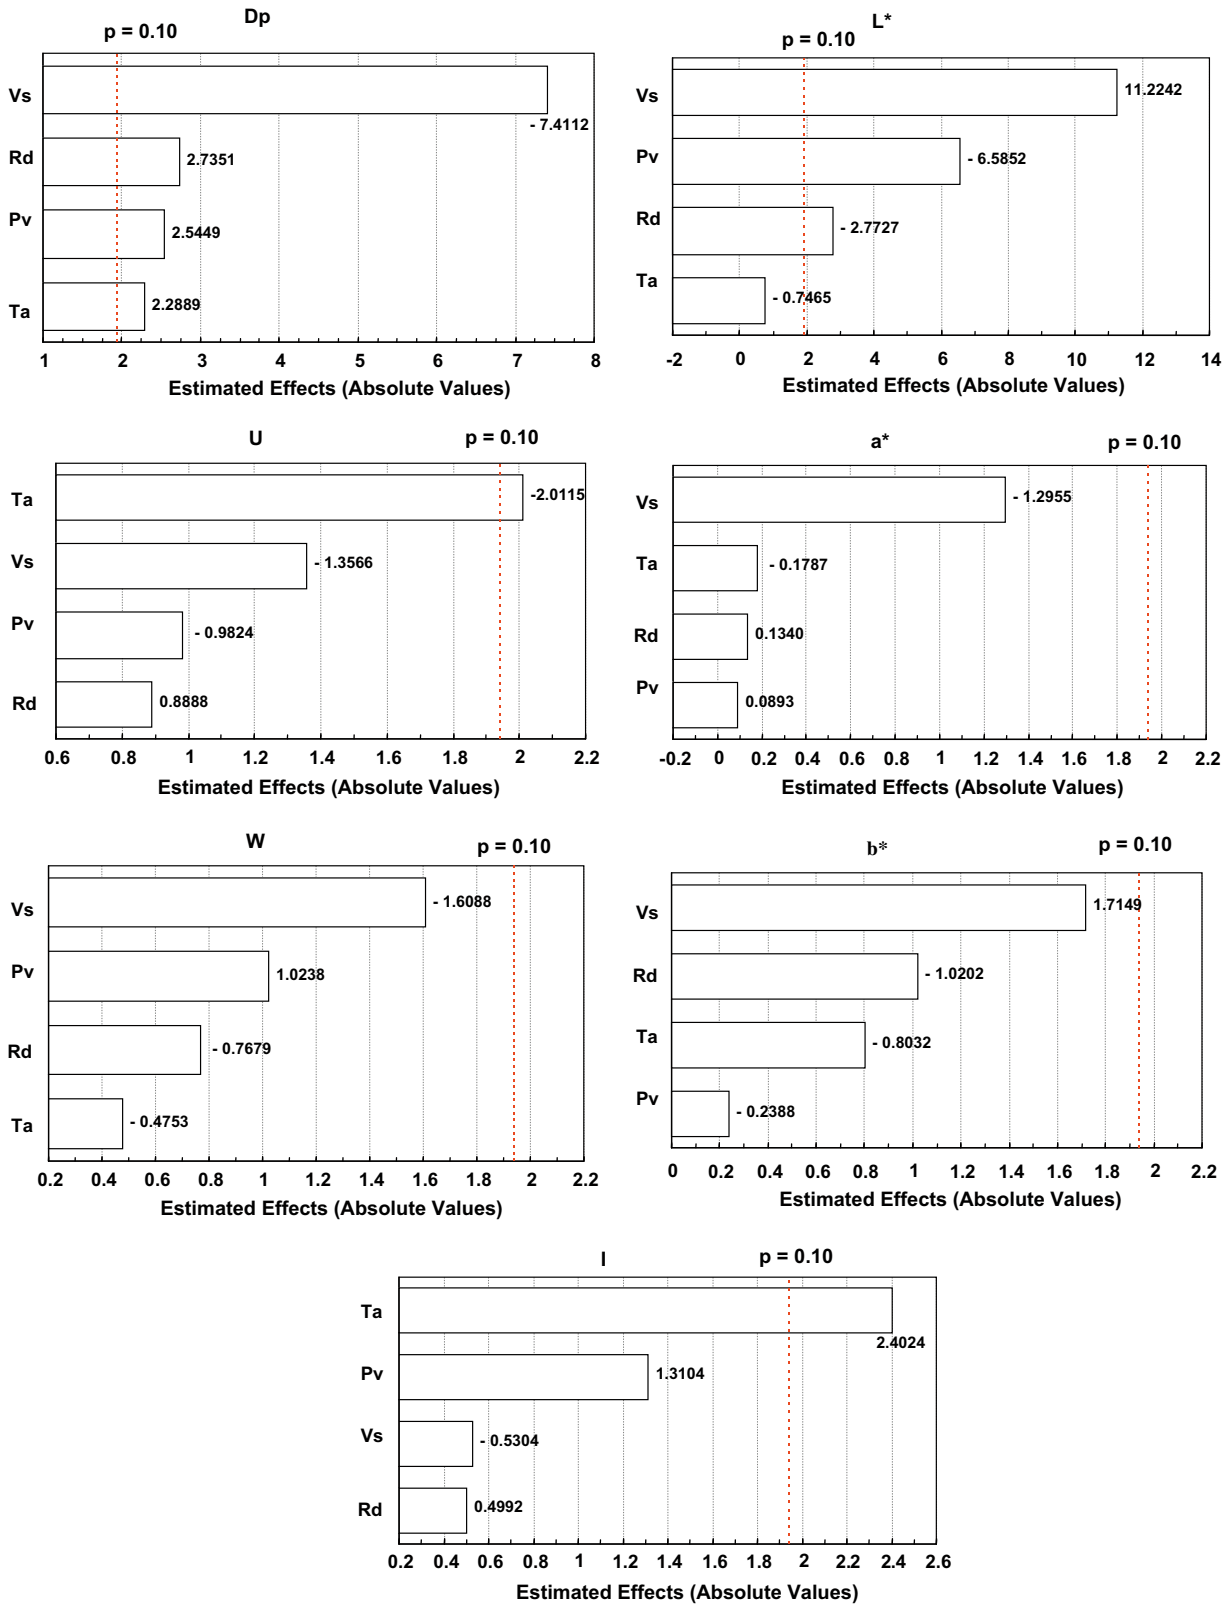 Dp
p = 0.10
Vs
- 7.4112
Rd
2.7351
Pv
2.5449
Ta
2.2889
1 2 3 4 5 6 7 8
Estimated Effects (Absolute Values)
L*
p = 0.10
Vs
11.2242
Pv
- 6.5852
Rd
- 2.7727
Ta
- 0.7465
-2 0 2 4 6 8 10 12 14
Estimated Effects (Absolute Values)
U
p = 0.10
Ta
-2.0115
Vs
- 1.3566
Pv
- 0.9824
Rd
0.8888
0.6 0.8 1 1.2 1.4 1.6 1.8 2 2.2
Estimated Effects (Absolute Values)
a*
p = 0.10
Vs
- 1.2955
Ta
- 0.1787
Rd
0.1340
Pv
0.0893
-0.2 0 0.2 0.4 0.6 0.8 1 1.2 1.4 1.6 1.8 2 2.2
Estimated Effects (Absolute Values)
W
p = 0.10
Vs
- 1.6088
Pv
1.0238
Rd
- 0.7679
Ta
- 0.4753
0.2 0.4 0.6 0.8 1 1.2 1.4 1.6 1.8 2 2.2
Estimated Effects (Absolute Values)
b*
p = 0.10
Vs
1.7149
Rd
- 1.0202
Ta
- 0.8032
Pv
- 0.2388
0 0.2 0.4 0.6 0.8 1 1.2 1.4 1.6 1.8 2 2.2
Estimated Effects (Absolute Values)
I
p = 0.10
Ta
2.4024
Pv
1.3104
Vs
- 0.5304
Rd
0.4992
0.2 0.4 0.6 0.8 1 1.2 1.4 1.6 1.8 2 2.2 2.4 2.6
Estimated Effects (Absolute Values)